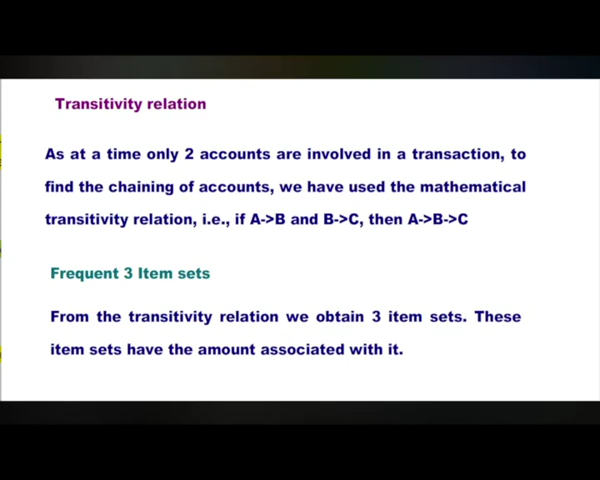 Transitivity relation
As at a time only 2 accounts are involved in a transaction, to
find the chaining of accounts, we have used the mathematical
transitivity relation, i.e., if A->B and B->C, then A->B->C
Frequent 3 Item sets
From the transitivity relation we obtain 3 item sets. These
item sets have the amount associated with it.